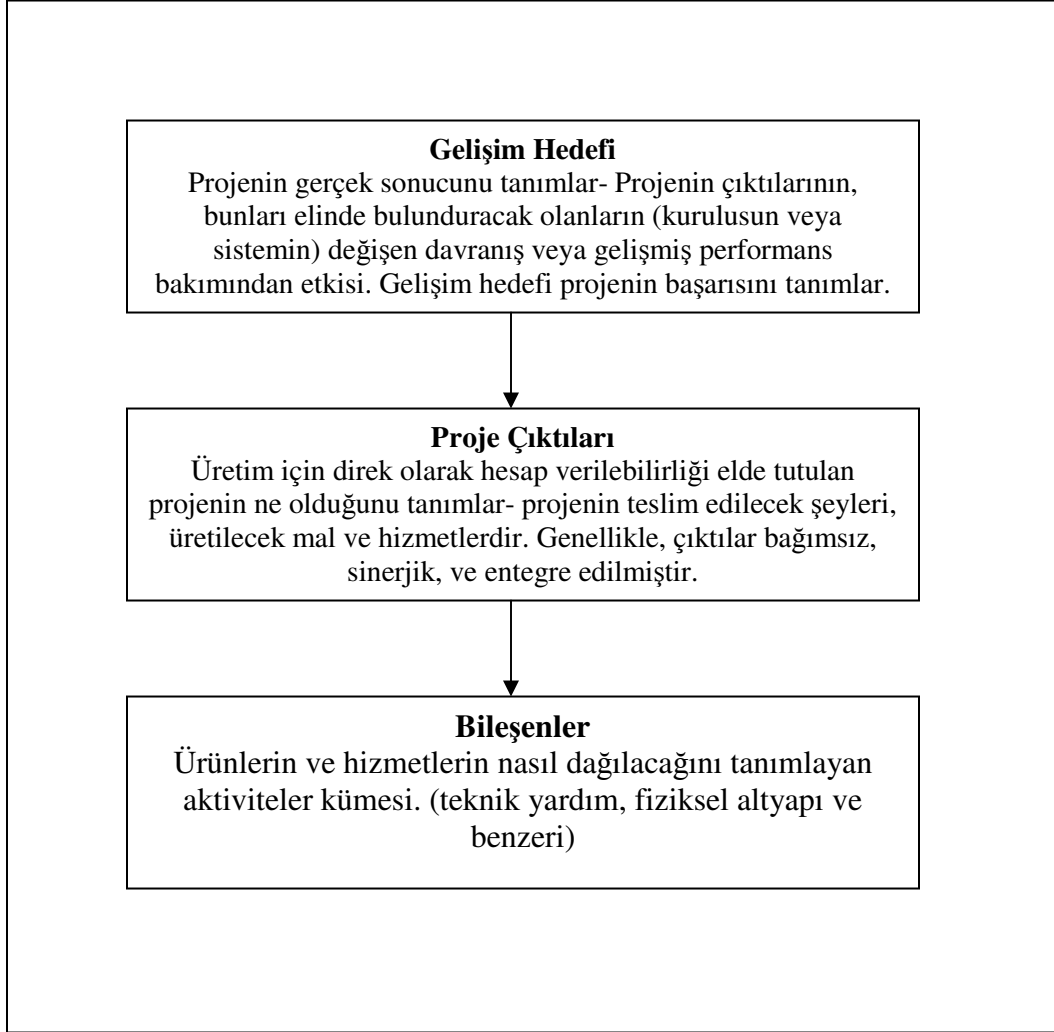 Gelişim Hedefi
Projenin gerçek sonucunu tanımlar- Projenin çıktılarının,
bunları elinde bulunduracak olanların (kurulusun veya
sistemin) değişen davranış veya gelişmiş performans
bakımından etkisi. Gelişim hedefi projenin başarısını tanımlar.
Proje Çıktıları
Üretim için direk olarak hesap verilebilirliği elde tutulan
projenin ne olduğunu tanımlar- projenin teslim edilecek şeyleri,
üretilecek mal ve hizmetlerdir. Genellikle, çıktılar bağımsız,
sinerjik, ve entegre edilmiştir.
Bileşenler
Ürünlerin ve hizmetlerin nasıl dağılacağını tanımlayan
aktiviteler kümesi. (teknik yardım, fiziksel altyapı ve
benzeri)